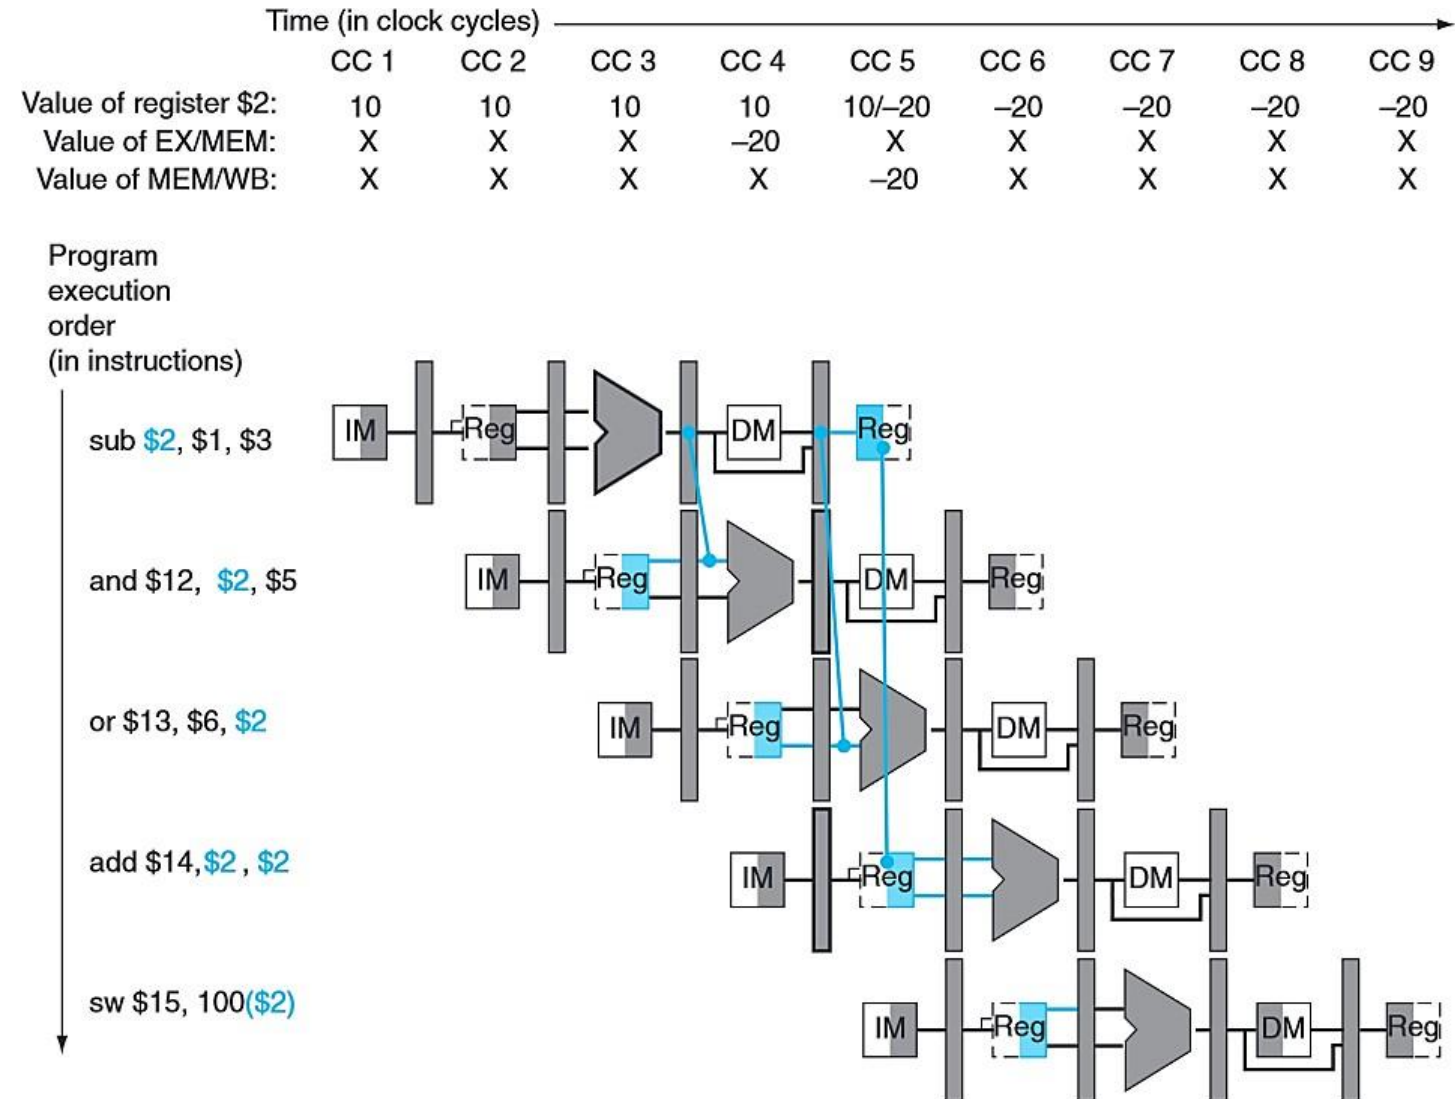 Time (in clock cycles)
CC 1 CC 2 CC 3 CC 4 CC 5 CC 6 CC 7 CC 8 CC 9
Value of register $2: 10 10 10 10 10/–20 –20 –20 –20 –20
Value of EX/MEM: X X X –20 X X X X X
Value of MEM/WB: X X X X –20 X X X X
Program
execution
order
(in instructions)
sub $2, $1, $3 IM Reg DM Reg
and $12, $2, $5 IM Reg DM Reg
or $13, $6, $2 IM Reg DM Reg
add $14,$2 , $2 IM Reg DM Reg
sw $15, 100($2) IM Reg DM Reg